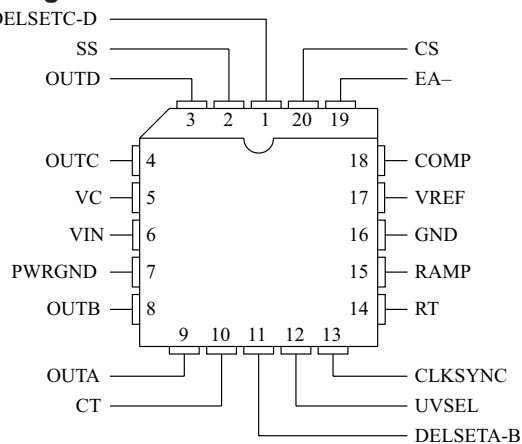 DELSETC-D
SS
OUTD
CS
EA–
3 2 1 20 19
OUTC 4
VC 5
VIN 6
PWRGND 7
OUTB 8
18 COMP
17 VREF
16 GND
15 RAMP
14 RT
9 10 11 12 13
OUTA
CT
CLKSYNC
UVSEL
DELSETA-B